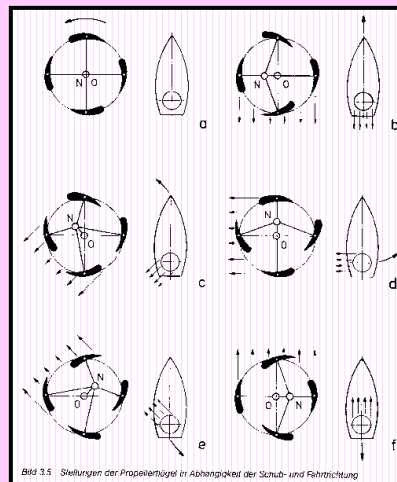 N O
a
N O
b
N
O
c
N
O
d
N
O
e
O N
f
Bild 3.5 Stellungen der Propellerflügel in Abhängigkeit der Schub- und Fahrtrichtung